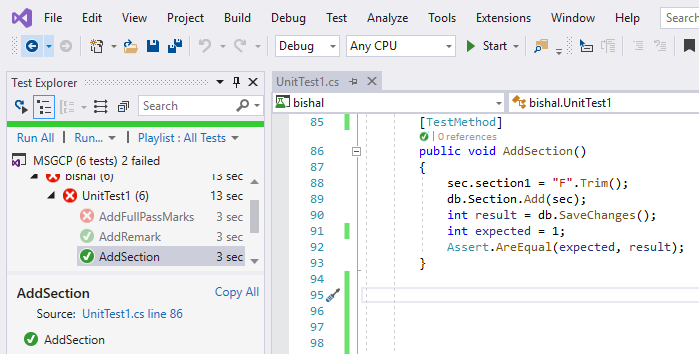 File Edit View Project Build Debug Test Analyze Tools Extensions Window Help
Debug Any CPU Start
Test Explorer
Search
Run All | Run... | Playlist : All Tests
MSGCP (6 tests) 2 failed
bishal (6) 13 sec
UnitTest1 (6) 13 sec
AddFullPassMarks 3 sec
AddRemark 3 sec
AddSection 3 sec
AddSection Copy All
Source: UnitTest1.cs line 86
AddSection
UnitTest1.cs
bishal bishal.UnitTest1
85 [TestMethod]
0 references
86 public void AddSection()
87 {
88 sec.section1 = "F".Trim();
89 db.Section.Add(sec);
90 int result = db.SaveChanges();
91 int expected = 1;
92 Assert.AreEqual(expected, result);
93 }
94
95
96
97
98